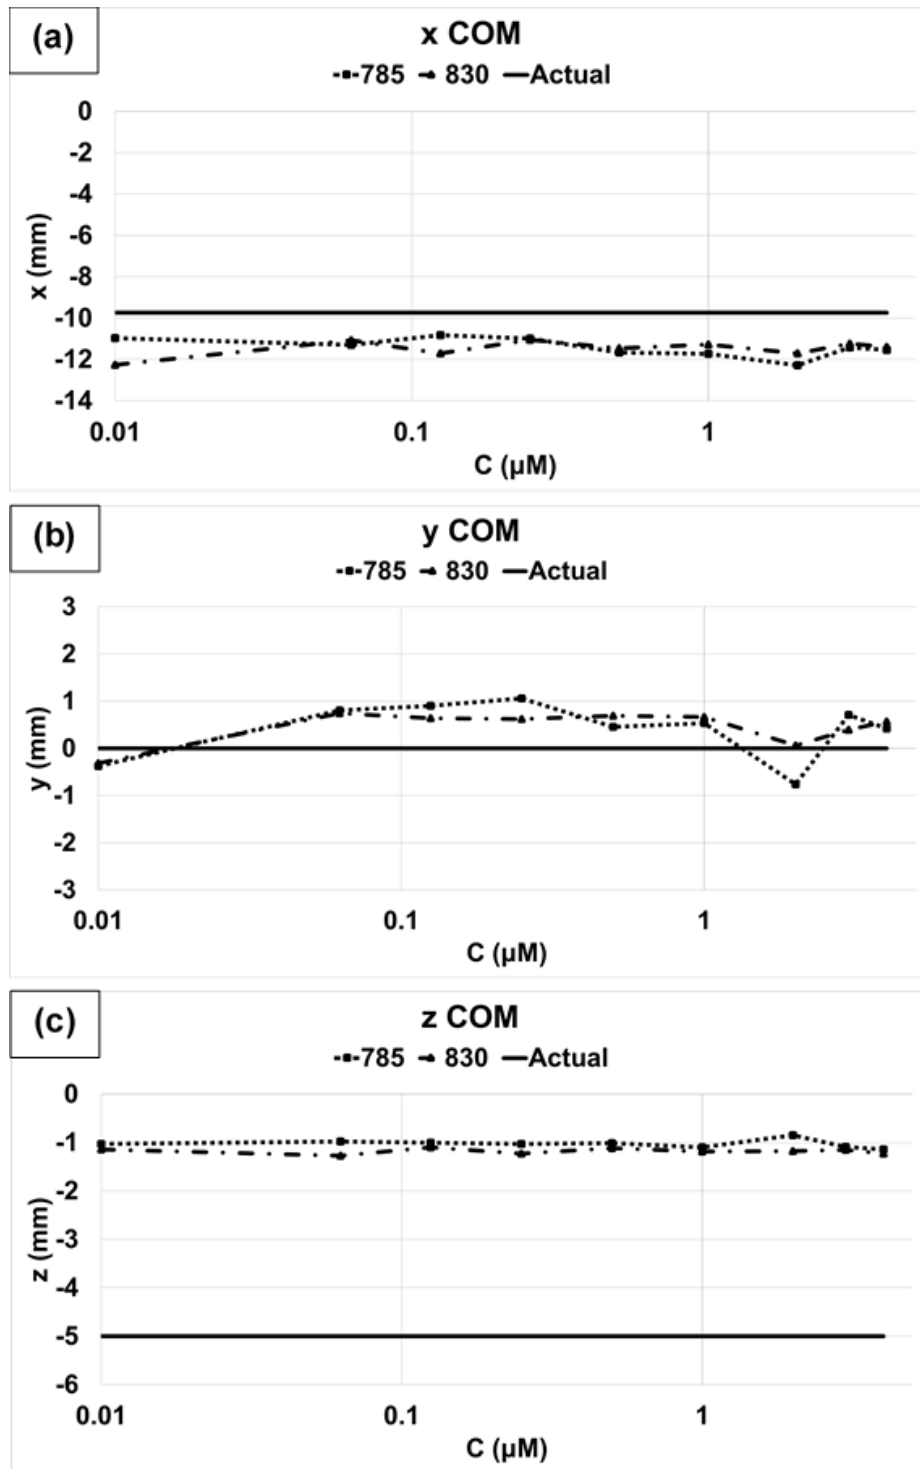 (a)
x COM
785 830 Actual
0
-2
-4
-6
-8
-10
-12
-14
x (mm)
0.01 0.1 1
C (μM)
(b)
y COM
785 830 Actual
3
2
1
0
-1
-2
-3
y (mm)
0.01 0.1 1
C (μM)
(c)
z COM
785 830 Actual
0
-1
-2
-3
-4
-5
-6
z (mm)
0.01 0.1 1
C (μM)